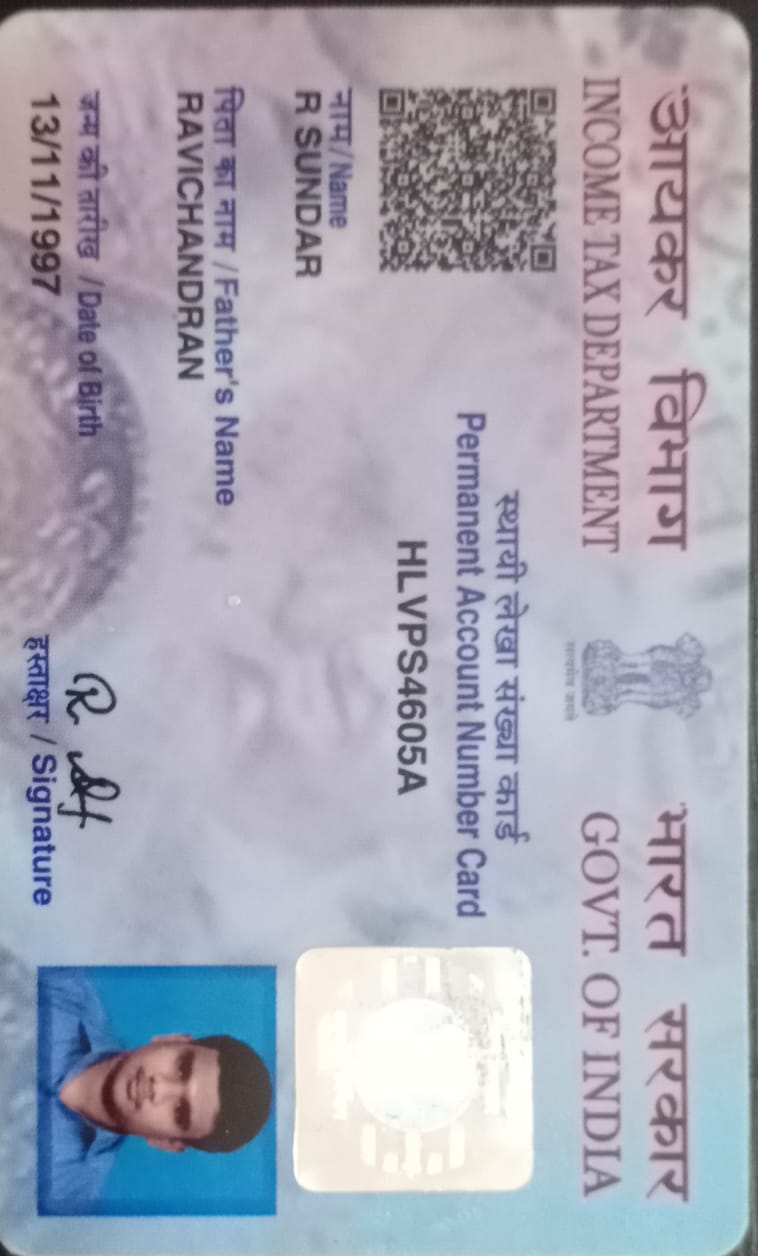 आयकर विभाग
INCOME TAX DEPARTMENT
सत्यमेव जयते
भारत सरकार
GOVT. OF INDIA
स्थायी लेखा संख्या कार्ड
Permanent Account Number Card
HLVPS4605A
नाम / Name
R SUNDAR
पिता का नाम / Father's Name
RAVICHANDRAN
जन्म की तारीख / Date of Birth
13/11/1997
हस्ताक्षर / Signature